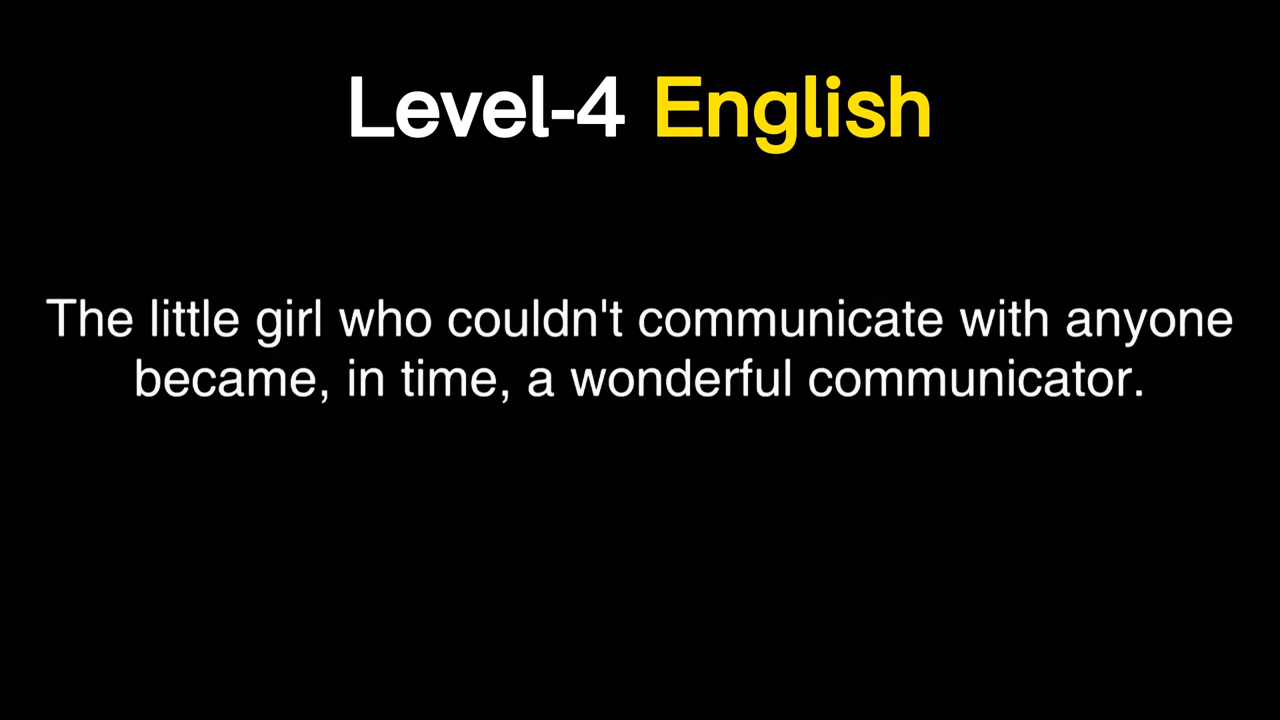 Level-4 English
The little girl who couldn't communicate with anyone
became, in time, a wonderful communicator.